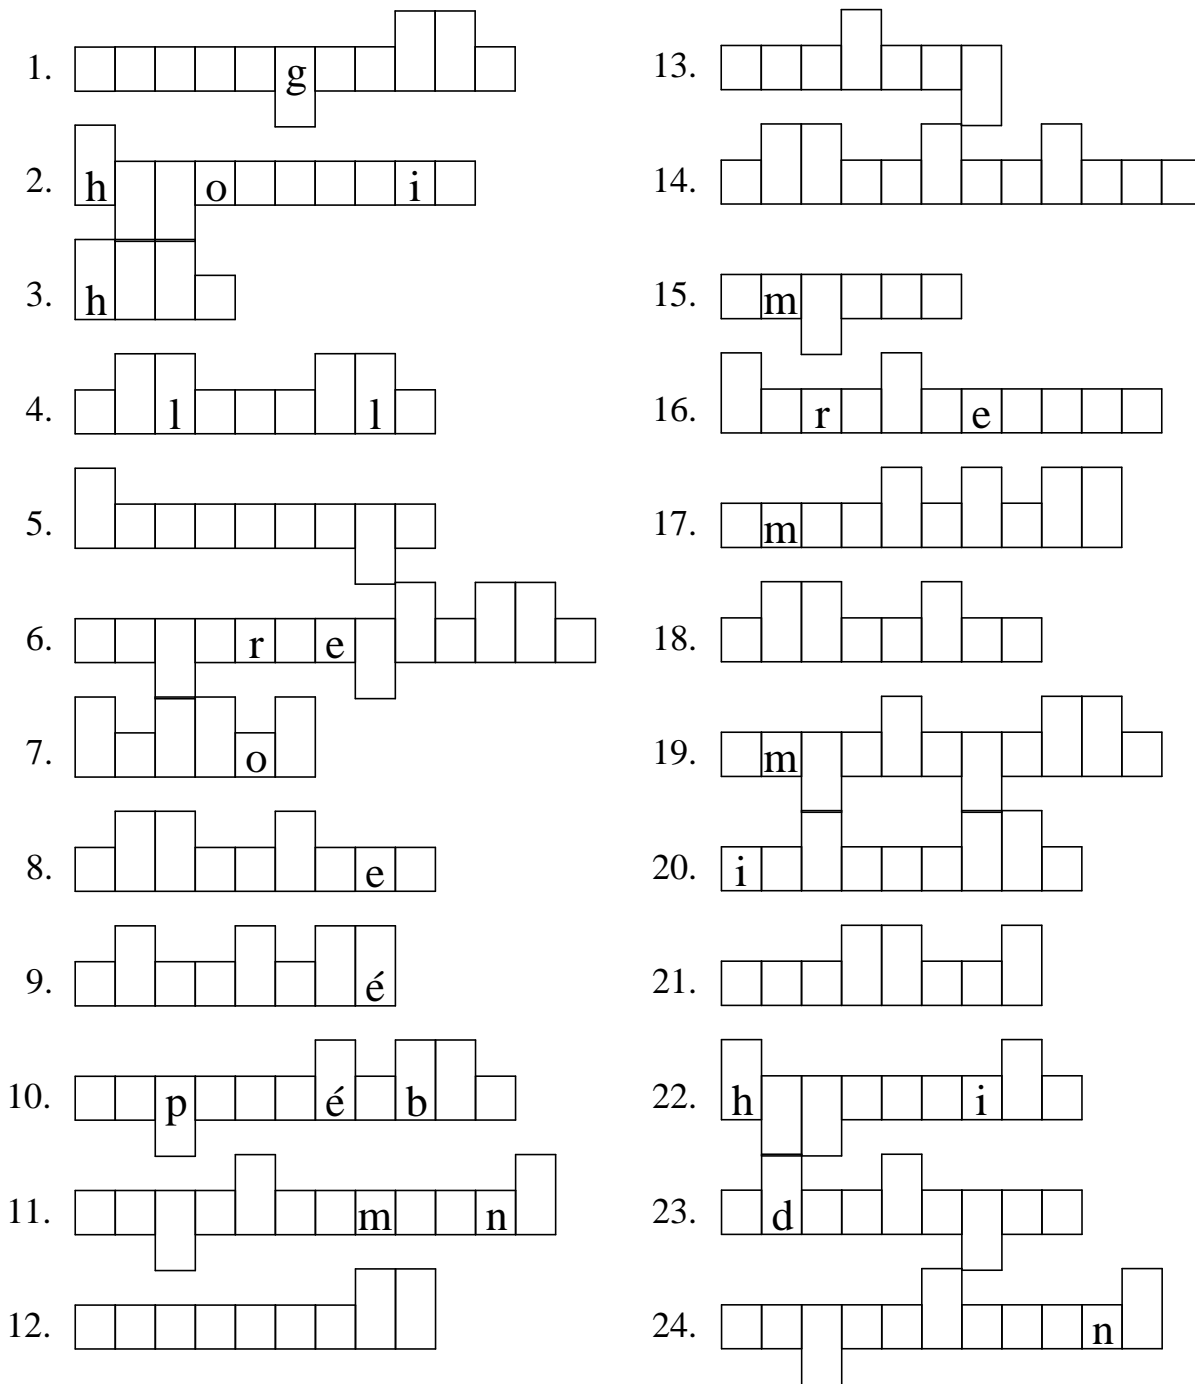 1. g
2. h o i
3. h
4. l l
5.
6. r e
7. o
8. e
9. é
10. p é b
11. m n
12.
13.
14.
15. m
16. r e
17. m
18.
19. m
20. i
21.
22. h i
23. d
24. n